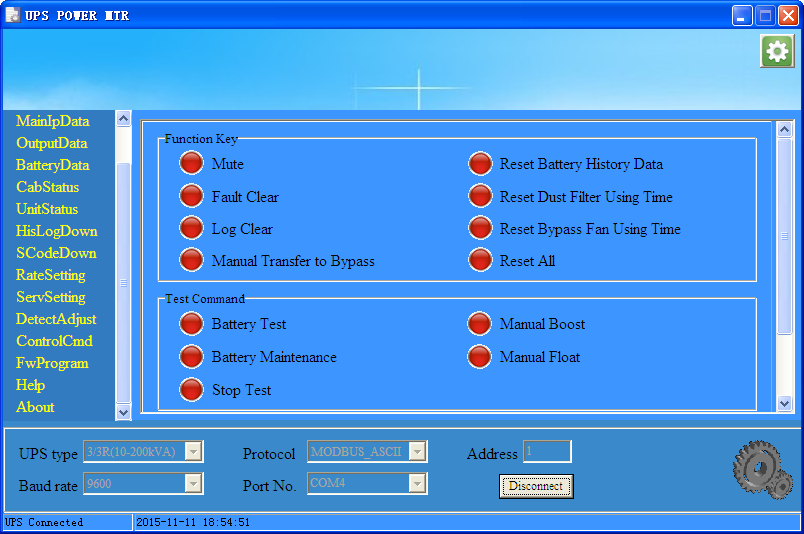 UPS POWER MTR
MainIpData
OutputData
BatteryData
CabStatus
UnitStatus
HisLogDown
SCodeDown
RateSetting
ServSetting
DetectAdjust
ControlCmd
FwProgram
Help
About
Function Key
Mute
Reset Battery History Data
Fault Clear
Reset Dust Filter Using Time
Log Clear
Reset Bypass Fan Using Time
Manual Transfer to Bypass
Reset All
Test Command
Battery Test
Manual Boost
Battery Maintenance
Manual Float
Stop Test
UPS type 3/3R(10-200kVA) Protocol MODBUS_ASCII Address 1
Baud rate 9600 Port No. COM4 Disconnect
UPS Connected 2015-11-11 18:54:51